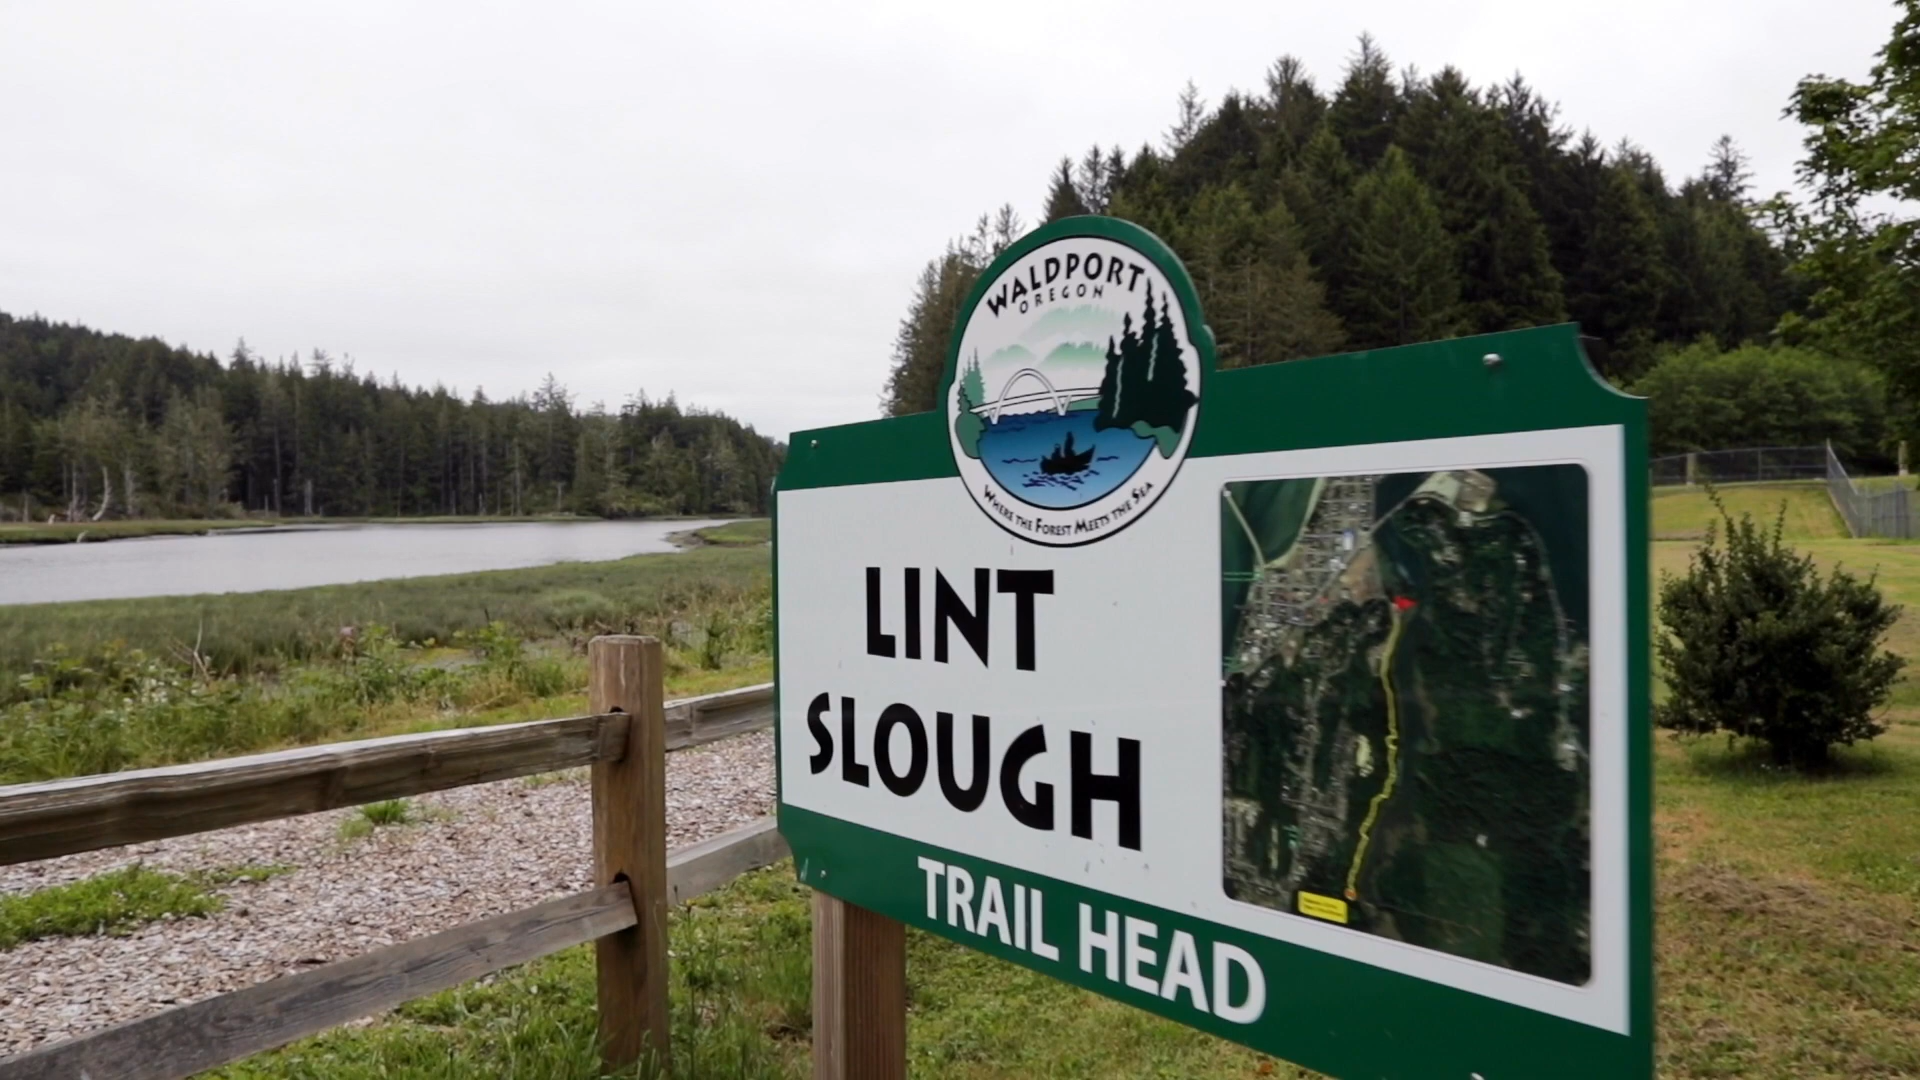 WALDPORT
OREGON
WHERE THE FOREST MEETS THE SEA
LINT
SLOUGH
TRAIL HEAD